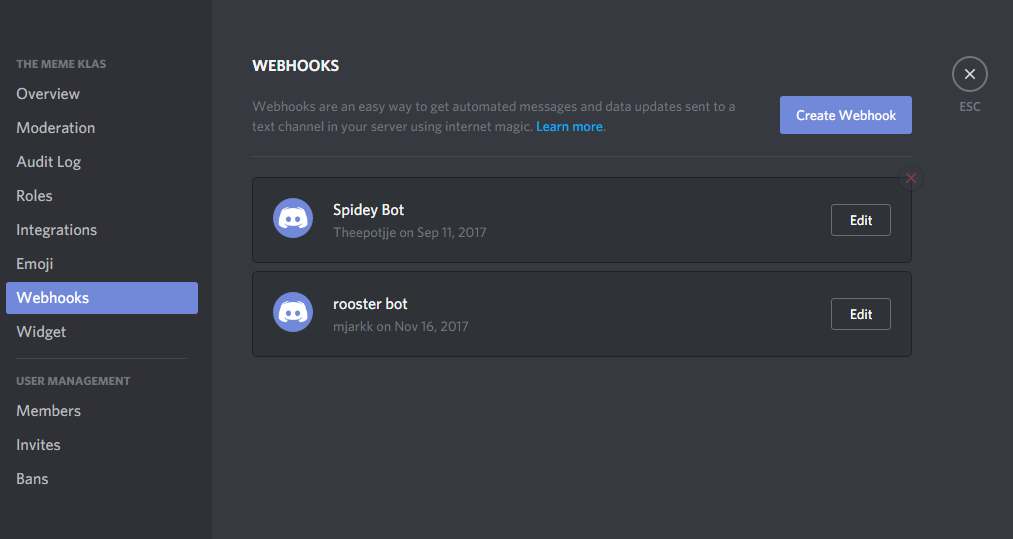 THE MEME KLAS
Overview
Moderation
Audit Log
Roles
Integrations
Emoji
Webhooks
Widget
USER MANAGEMENT
Members
Invites
Bans
WEBHOOKS
Webhooks are an easy way to get automated messages and data updates sent to a
text channel in your server using internet magic. Learn more.
Create Webhook
ESC
Spidey Bot
Theepotjje on Sep 11, 2017
Edit
rooster bot
mjarkk on Nov 16, 2017
Edit